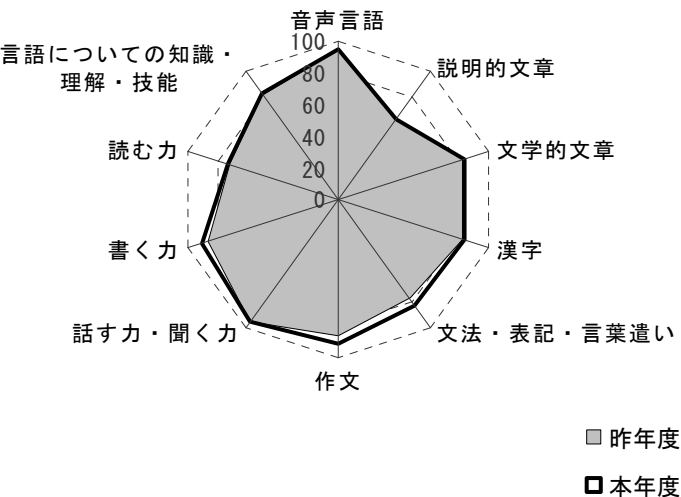 音声言語
100
言語についての知識・
理解・技能
説明的文章
80
60
読む力
文学的文章
40
20
0
書く力
漢字
話す力・聞く力
文法・表記・言葉遣い
作文
昨年度
本年度